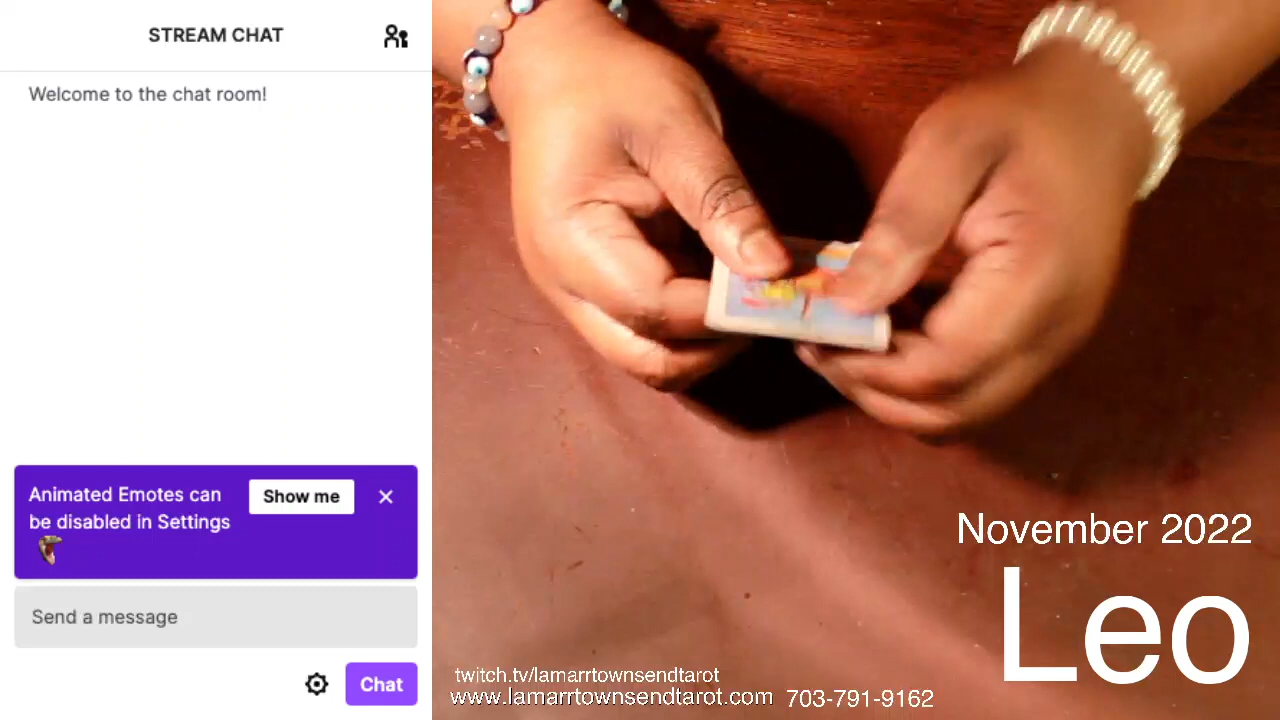 STREAM CHAT
Welcome to the chat room!
Animated Emotes can
be disabled in Settings
Show me
Send a message
Chat
November 2022
Leo
twitch.tv/lamarrtownsendtarot
www.lamarrtownsendtarot.com 703-791-9162